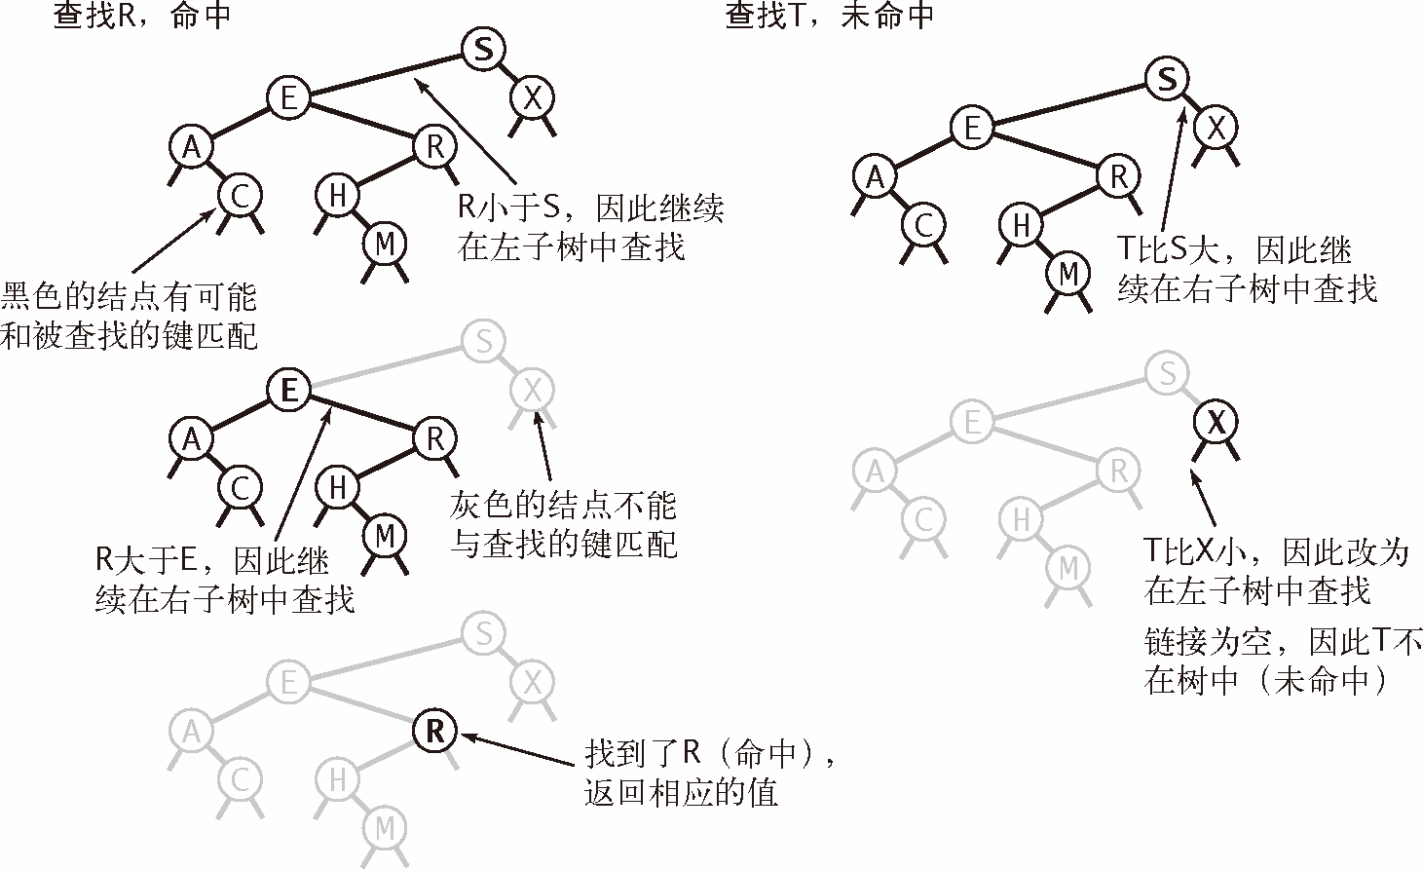 查找R，命中
S
E
X
A
R
C
H
M
R小于S，因此继续
在左子树中查找
黑色的结点有可能
和被查找的键匹配
S
E
X
A
R
C
H
M
灰色的结点不能
与查找的键匹配
R大于E，因此继
续在右子树中查找
S
E
X
A
R
C
H
M
找到了R（命中），
返回相应的值
查找T，未命中
S
E
X
A
R
C
H
M
T比S大，因此继
续在右子树中查找
S
E
X
A
R
C
H
M
T比X小，因此改为
在左子树中查找
链接为空，因此T不
在树中（未命中）